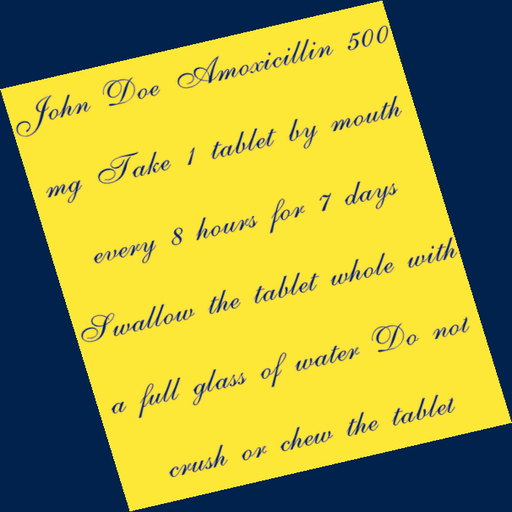 John Doe Amoxicillin 500
mg Take 1 tablet by mouth
every 8 hours for 7 days
Swallow the tablet whole with
a full glass of water Do not
crush or chew the tablet